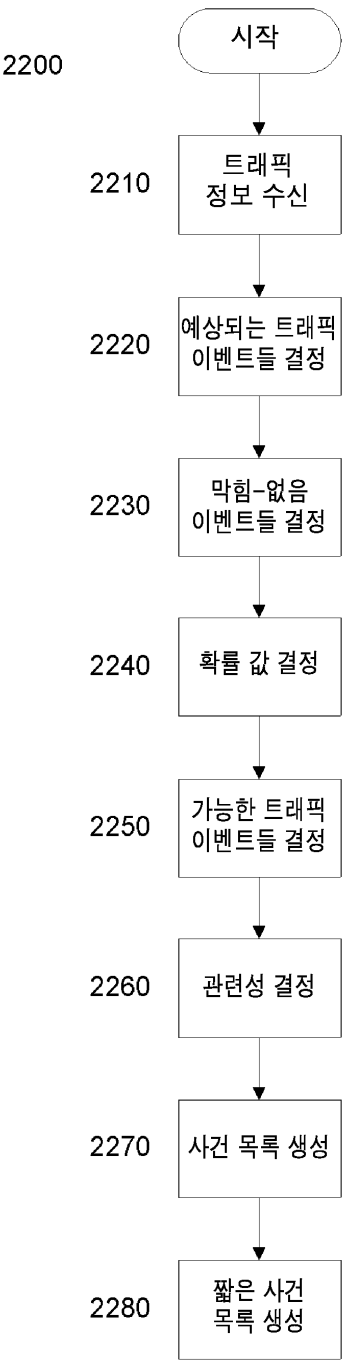 시작
2200
트래픽
정보 수신
2210
예상되는 트래픽
이벤트들 결정
2220
막힘-없음
이벤트들 결정
2230
확률 값 결정
2240
가능한 트래픽
이벤트들 결정
2250
관련성 결정
2260
사건 목록 생성
2270
짧은 사건
목록 생성
2280